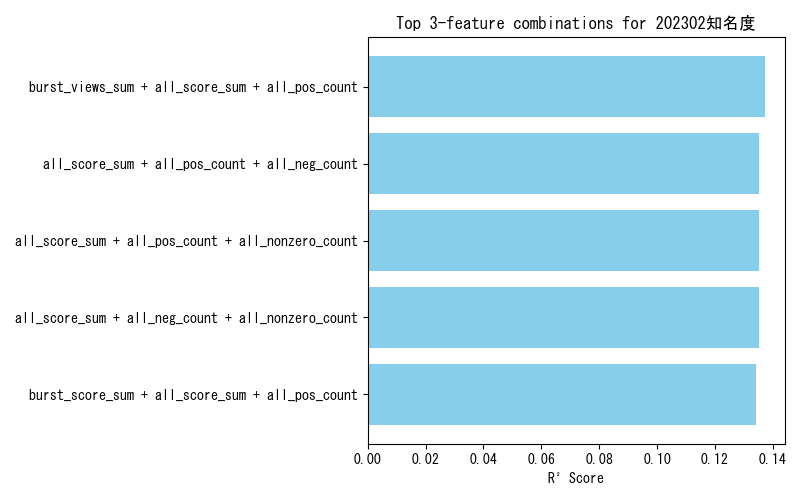 Top 3-feature combinations for 202302知名度
burst_views_sum + all_score_sum + all_pos_count
all_score_sum + all_pos_count + all_neg_count
all_score_sum + all_pos_count + all_nonzero_count
all_score_sum + all_neg_count + all_nonzero_count
burst_score_sum + all_score_sum + all_pos_count
0.00 0.02 0.04 0.06 0.08 0.10 0.12 0.14
R² Score